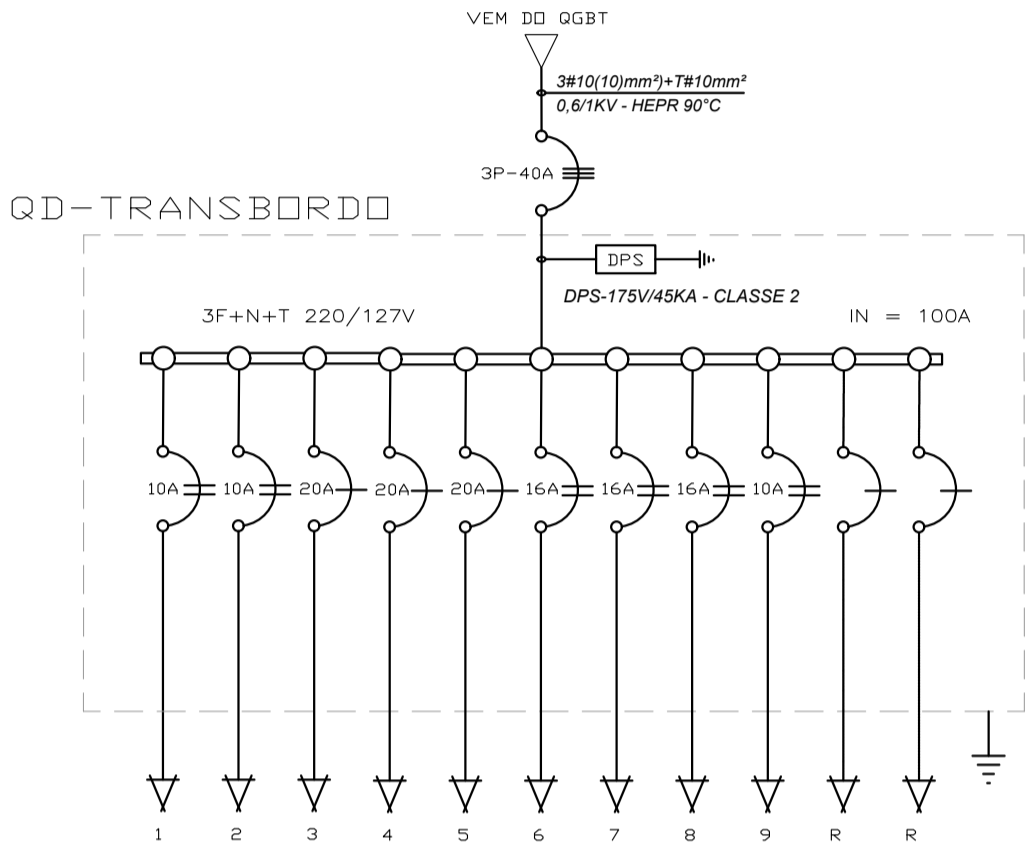 VEM DO QGBT
3#10(10)mm²)+T#10mm²
0,6/1KV - HEPR 90°C
3P-40A
QD-TRANSBORDO
DPS
DPS-175V/45KA - CLASSE 2
3F+N+T 220/127V
IN = 100A
10A 10A 20A 20A 20A 16A 16A 16A 10A
1 2 3 4 5 6 7 8 9 R R